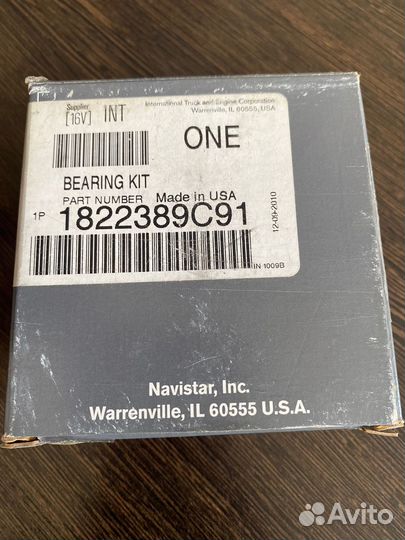 Supplier
[16V] INT
International Truck and Engine Corporation
Warrenville, IL 60555, USA
ONE
BEARING KIT
PART NUMBER Made in USA
1P 1822389C91
12-09-2010
IN 1009B
Navistar, Inc.
Warrenville, IL 60555 U.S.A.
Avito